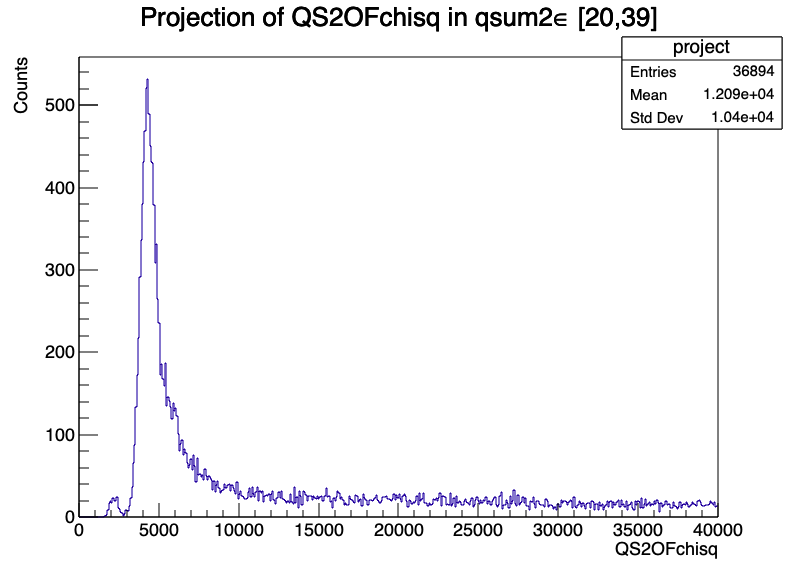 Projection of QS2OFchisq in qsum2∈ [20,39]
project
Entries 36894
Mean 1.209e+04
Std Dev 1.04e+04
Counts
500
400
300
200
100
0
0 5000 10000 15000 20000 25000 30000 35000 40000
QS2OFchisq